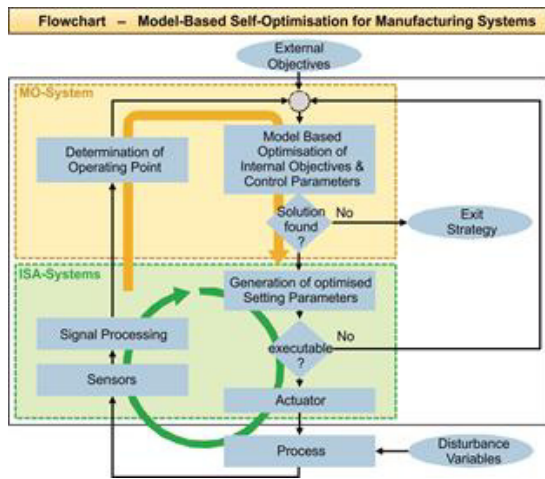 Flowchart – Model-Based Self-Optimisation for Manufacturing Systems
External
Objectives
MO-System
Determination of
Operating Point
Model Based
Optimisation of
Internal Objectives &
Control Parameters
Solution
found
?
No
Exit
Strategy
ISA-Systems
Generation of optimised
Setting Parameters
Signal Processing
executable
?
No
Sensors
Actuator
Process
Disturbance
Variables